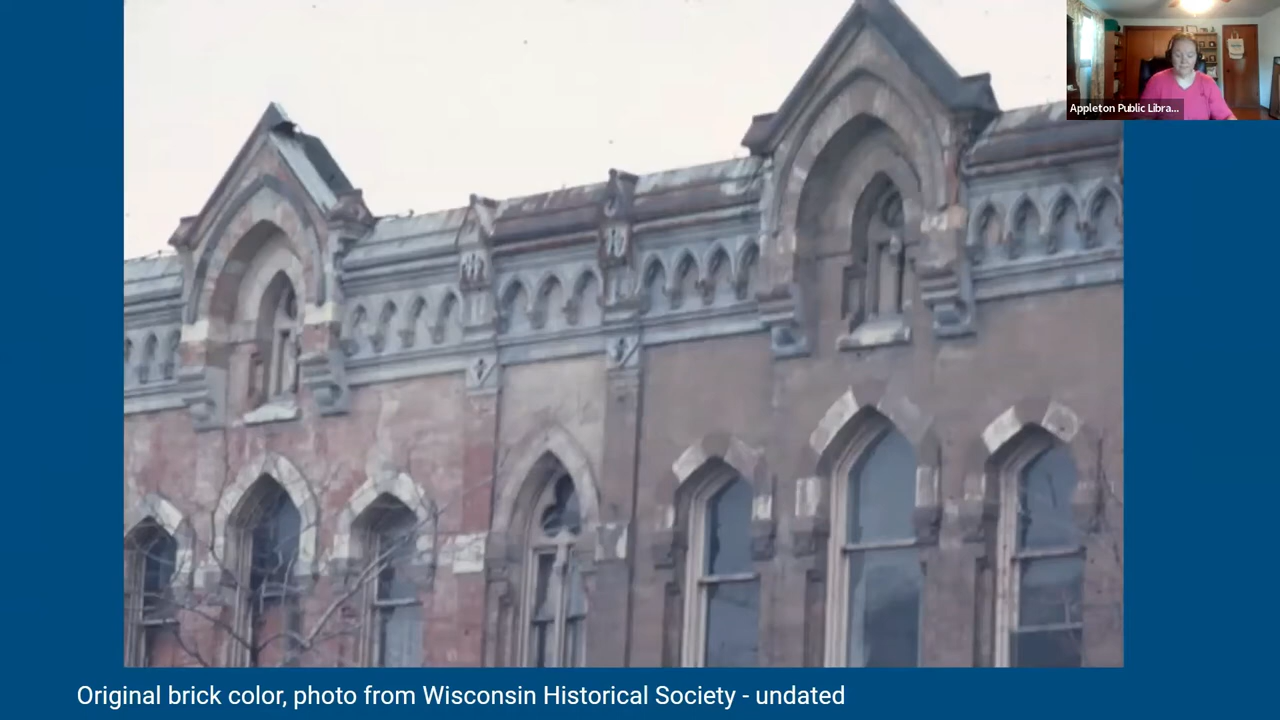 Appleton Public Libra...
Original brick color, photo from Wisconsin Historical Society - undated